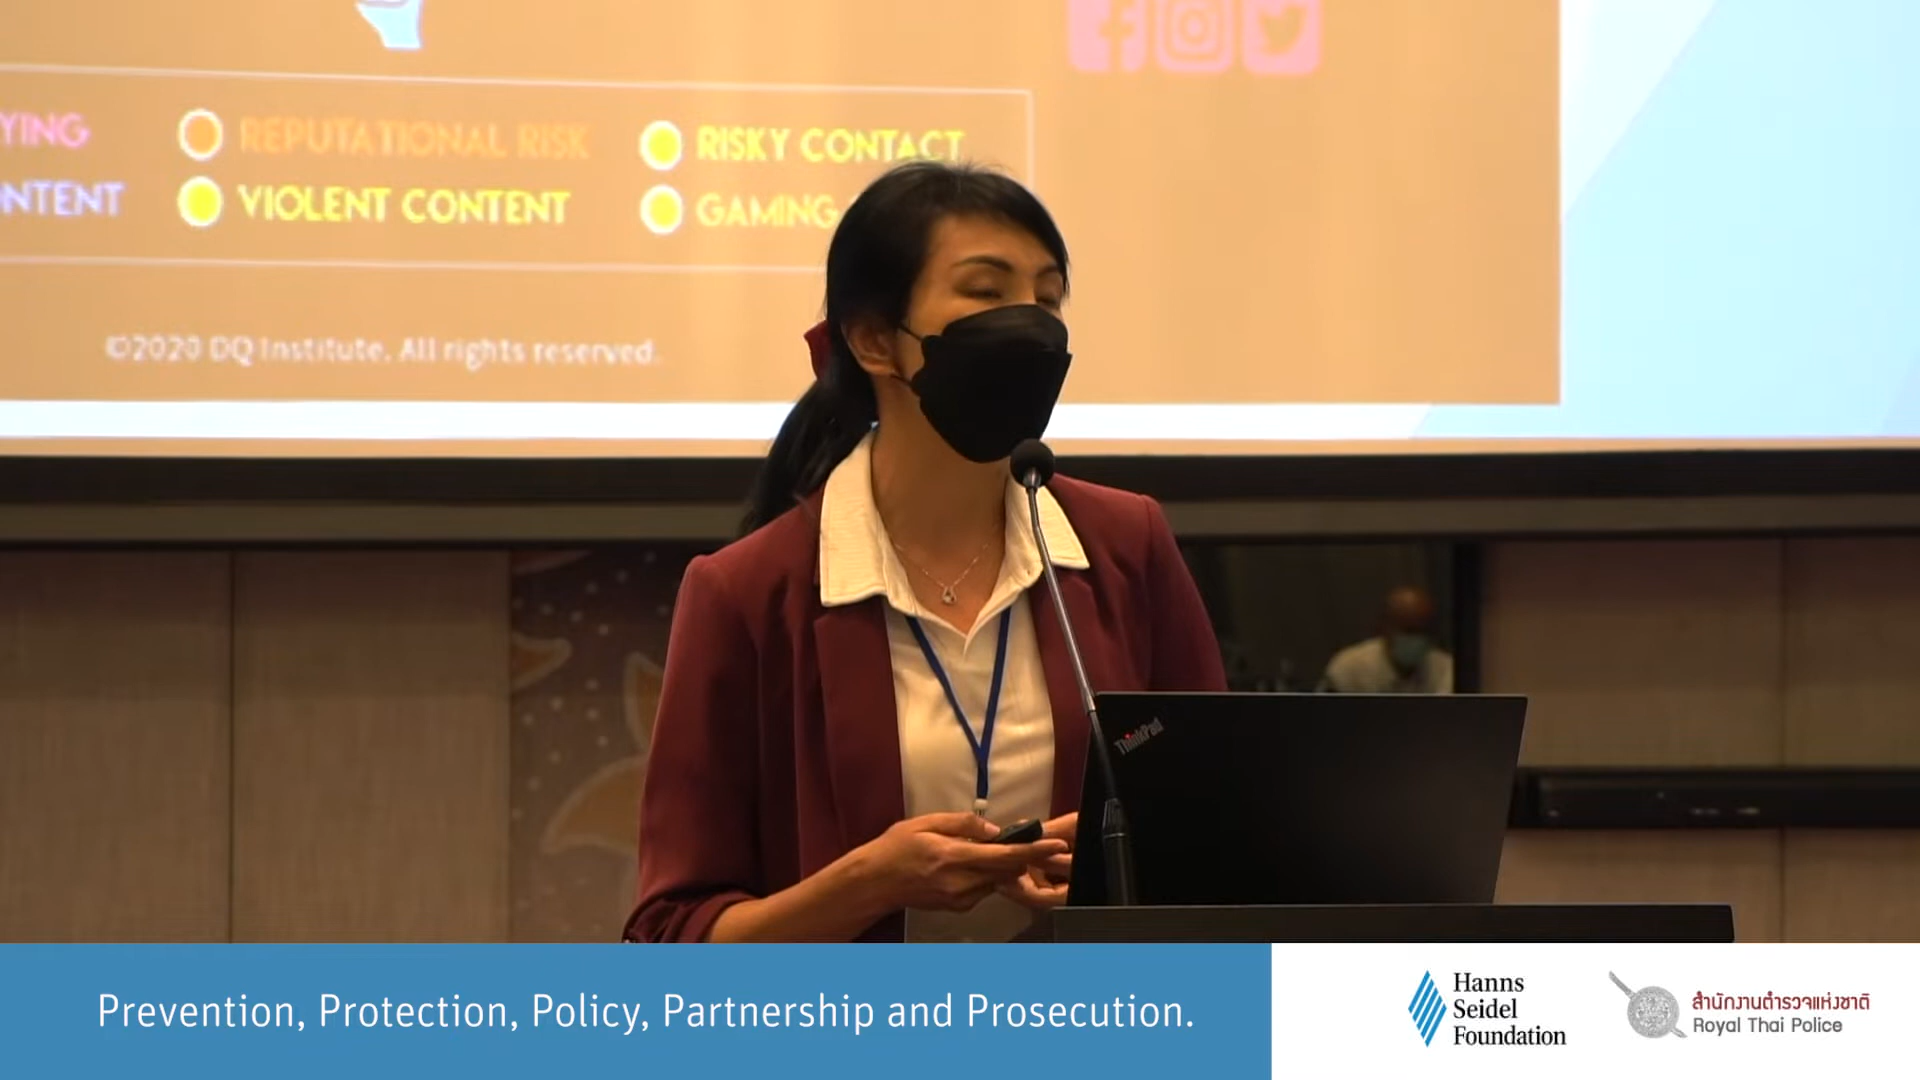 YING
REPUTATIONAL RISK
RISKY CONTACT
NTENT
VIOLENT CONTENT
GAMING
©2020 DQ Institute. All rights reserved.
ThinkPad
Prevention, Protection, Policy, Partnership and Prosecution.
Hanns
Seidel
Foundation
สำนักงานตำรวจแห่งชาติ
Royal Thai Police